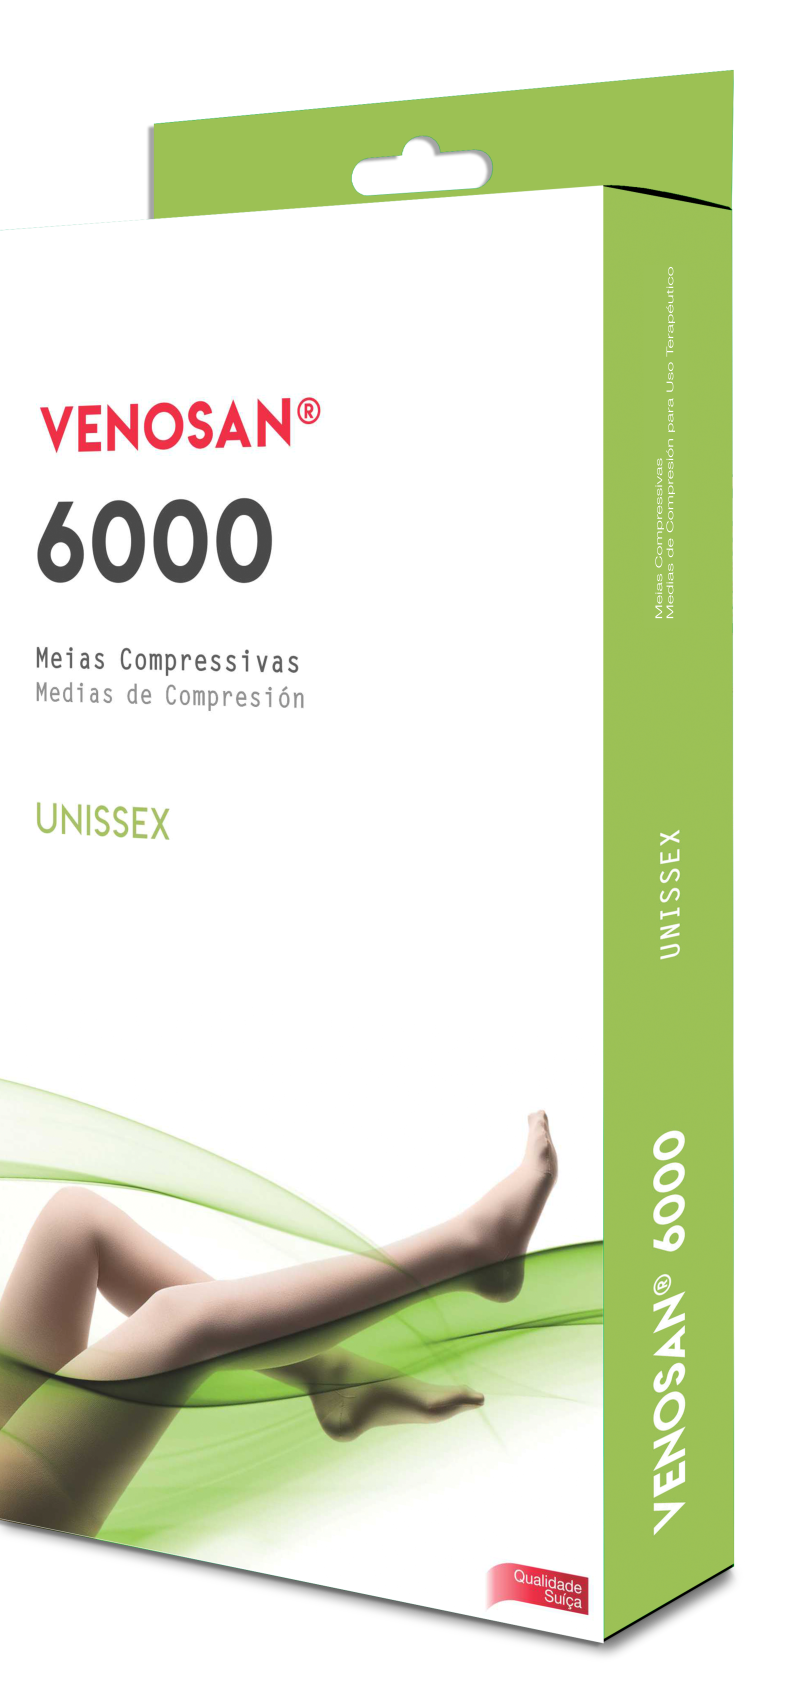 VENOSAN®
6000
Meias Compressivas
Medias de Compresión
UNISSEX
Qualidade
Suíça
Meias Compressivas
Medias de Compresión para Uso Terapéutico
UNISSEX
VENOSAN® 6000